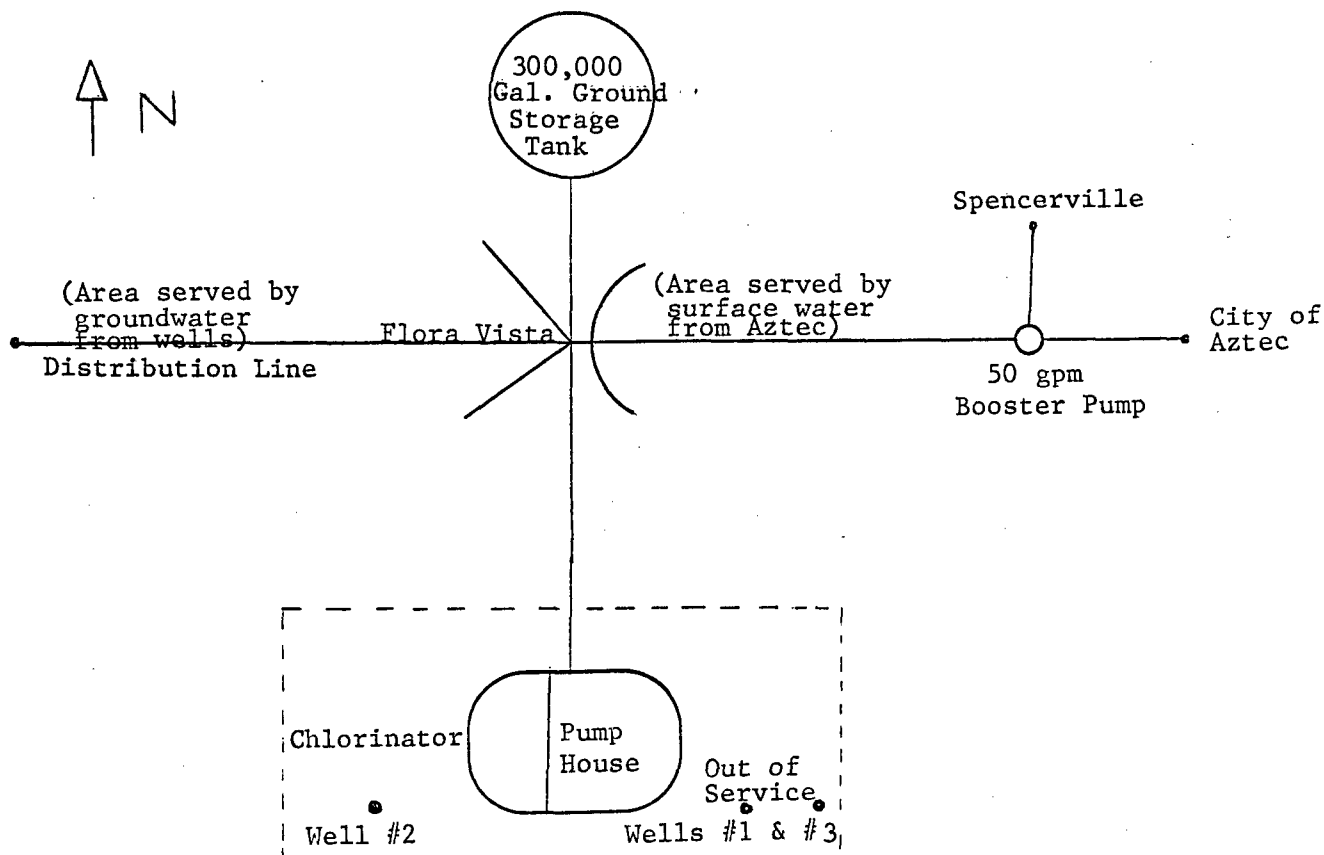 300,000
Gal. Ground
Storage
Tank
N
Spencerville
(Area served by
groundwater
from wells)
Flora Vista
(Area served by
surface water
from Aztec)
City of
Aztec
Distribution Line
50 gpm
Booster Pump
Chlorinator
Pump
House
Out of
Service
Well #2
Wells #1 & #3